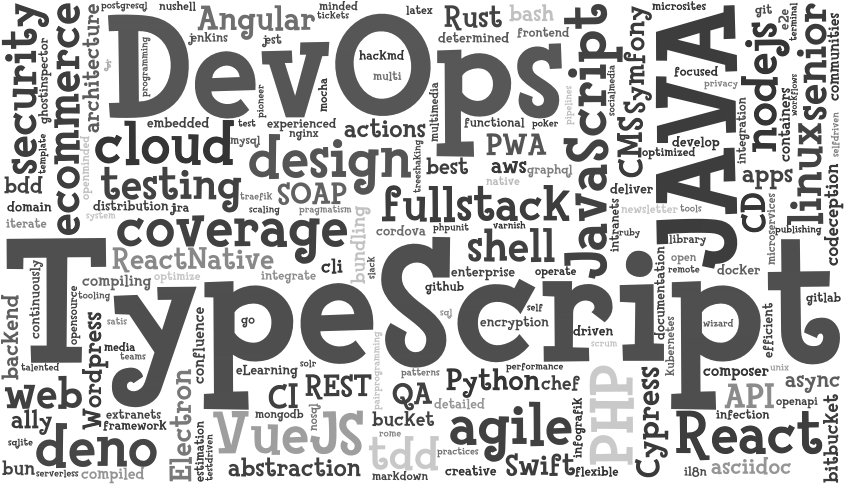 postgresql
nushell
Angular
minded
tickets
latex
Rust
bash
microsites
git
e2e
terminal
communities
security
ghostinspector
template
ecommerce
architecture
jenkins
jest
DevOps
programming
hackmd
multi
pioneer
mocha
determined
frontend
JavaScript
socialmedia
Symfony
CMS
JAVA
focused
privacy
nodejs
workflows
containers
linuxsenior
selfdriven
embedded
test
experienced
nginx
mysql
actions
multimedia
functional
poker
pipelines
optimized
develop
integration
cloud
design
treeshaking
best
aws
PWA
graphql
native
deliver
apps
openminded
bdd
testing
traefik
SOAP
domain
distribution
jira
scaling
pragmatism
system
iterate
fullstack
newsletter
tools
CD
microservices
publishing
codeception
coverage
bundling
cordova
phpunit
varnish
shell
intranets
ruby
library
open
remote
docker
ReactNative
cli
slack
enterprise
operate
compiling
optimize
integrate
github
documentation
gitlab
TypeScript
continuously
opensource
tooling
satis
go
sql
self
encryption
driven
scrum
kubernetes
wizard
efficient
backend
Wordpress
media
teams
talented
confluence
eLearning
solr
pairprogramming
patterns
performance
composer
unix
async
web
ally
extranets
framework
Electron
CI
REST
mongodb
nosql
QA
Python
chef
detailed
bucket
infografik
PHP
Cypress
API
openapi
infection
bitbucket
deno
sqlite
bun
serverless
compiled
estimation
testdriven
VueJS
abstraction
tdd
rome
markdown
agile
practices
creative
Swift
flexible
React
i18n
asciidoc